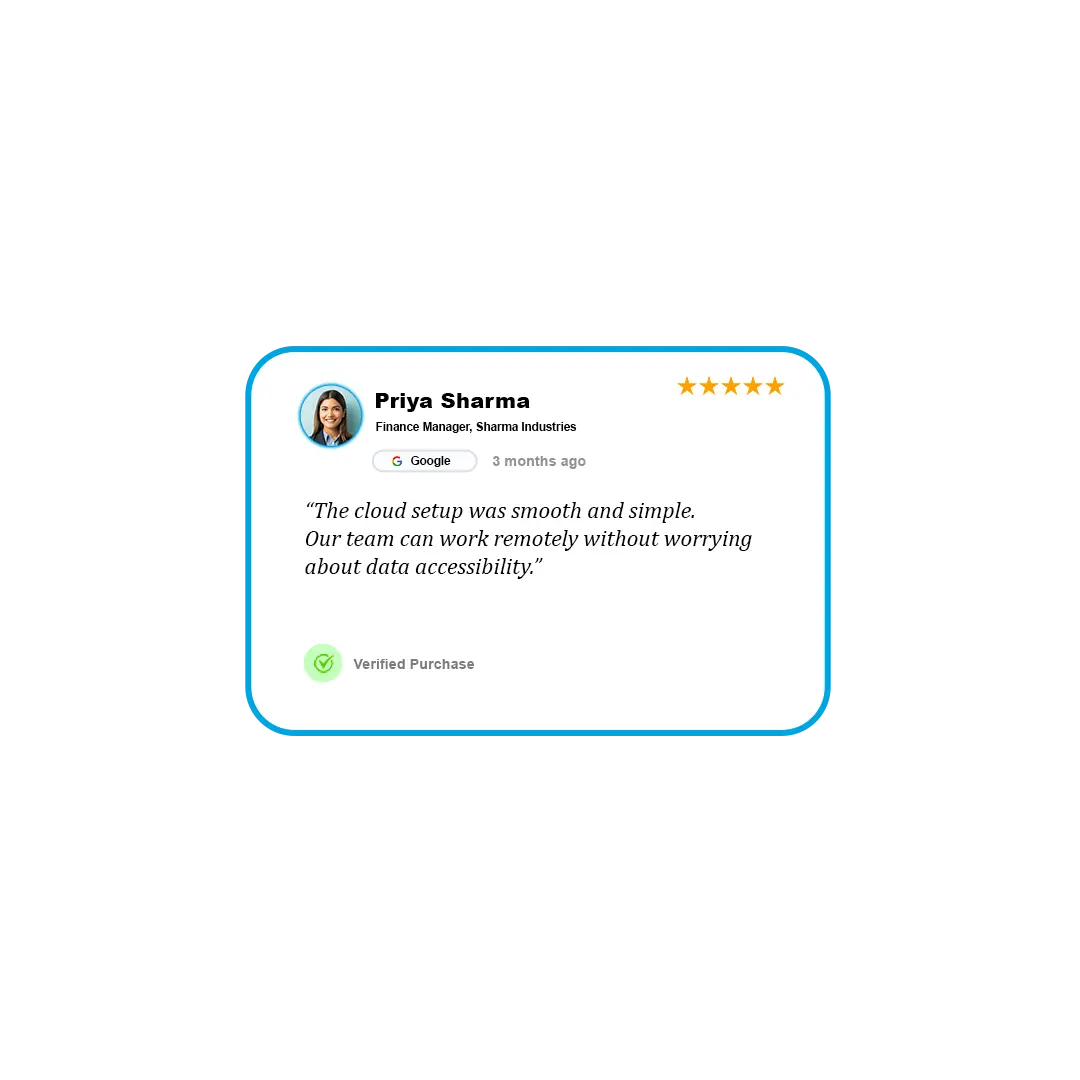 Priya Sharma
Finance Manager, Sharma Industries
Google 3 months ago
“The cloud setup was smooth and simple.
Our team can work remotely without worrying
about data accessibility.”
Verified Purchase